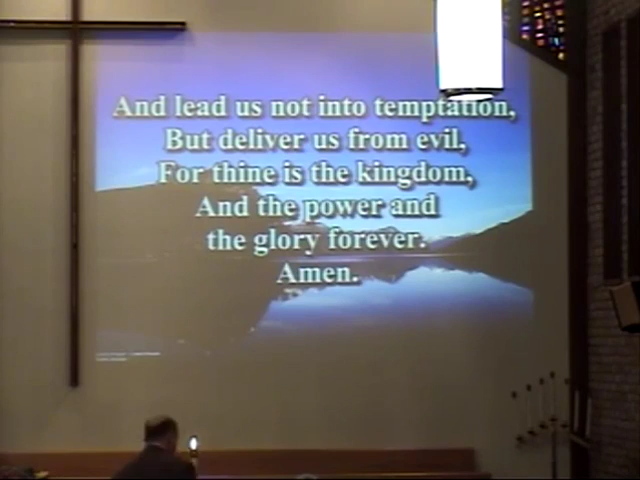 And lead us not into temptation,
But deliver us from evil,
For thine is the kingdom,
And the power and
the glory forever.
Amen.